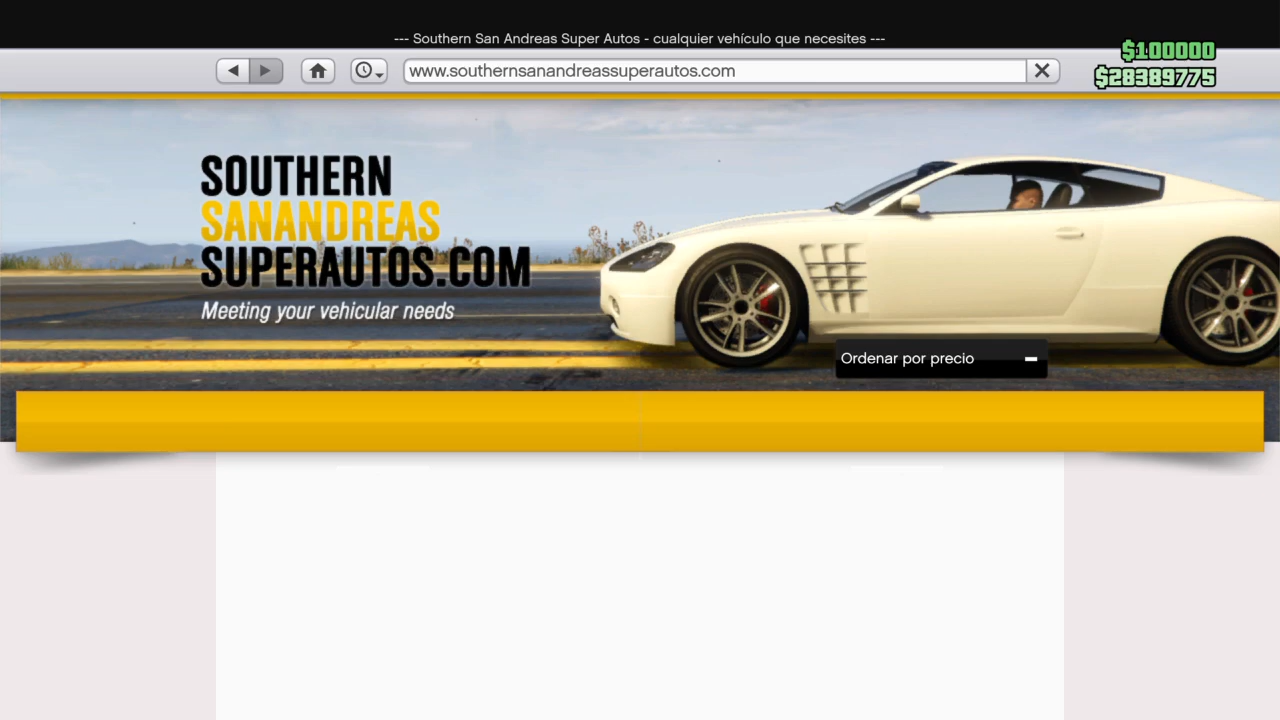 --- Southern San Andreas Super Autos - cualquier vehículo que necesites ---
$100000
www.southernsanandreassuperautos.com
$28389775
SOUTHERN
SANANDREAS
SUPERAUTOS.COM
Meeting your vehicular needs
Ordenar por precio